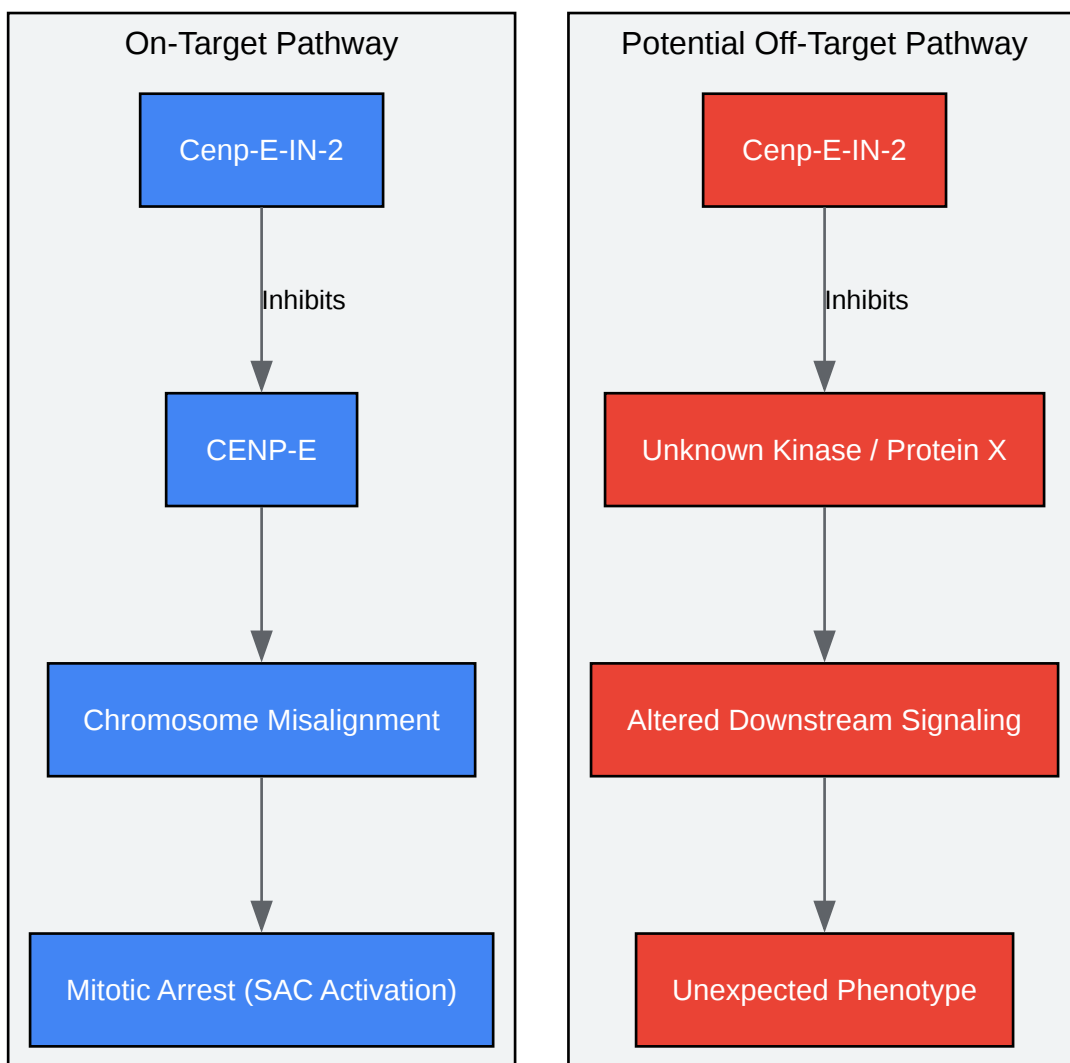 On-Target Pathway
Cenp-E-IN-2
Inhibits
CENP-E
Chromosome Misalignment
Mitotic Arrest (SAC Activation)
Potential Off-Target Pathway
Cenp-E-IN-2
Inhibits
Unknown Kinase / Protein X
Altered Downstream Signaling
Unexpected Phenotype